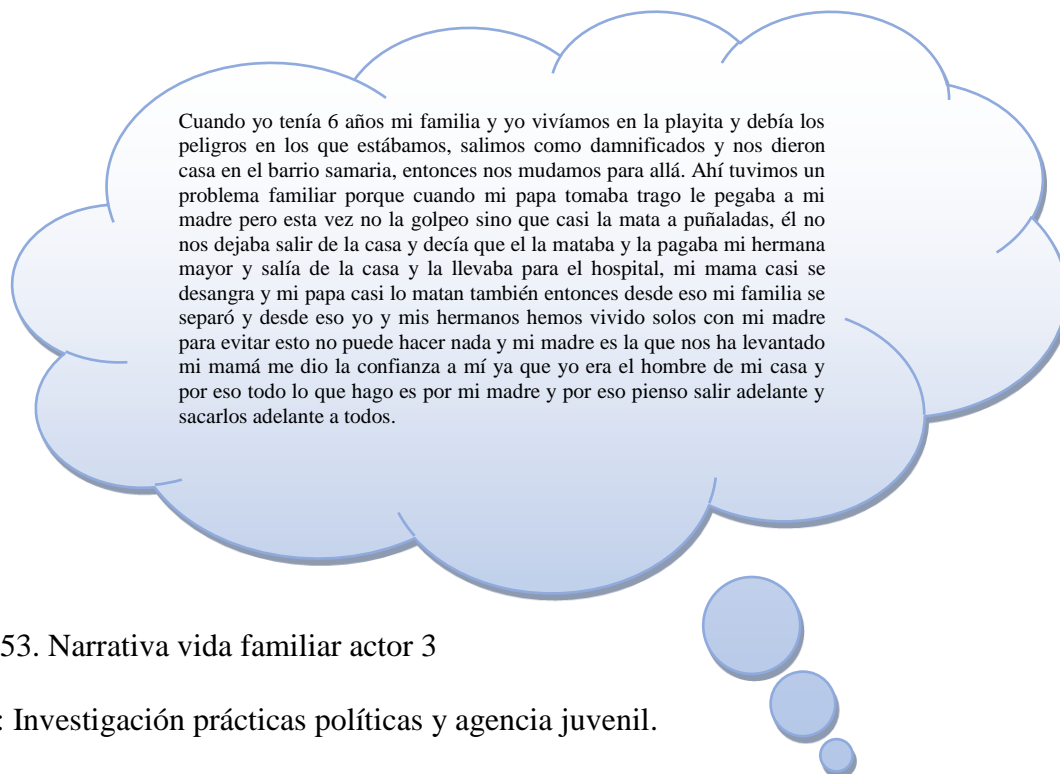 Cuando yo tenía 6 años mi familia y yo vivíamos en la playita y debía los
peligros en los que estábamos, salimos como damnificados y nos dieron
casa en el barrio samaria, entonces nos mudamos para allá. Ahí tuvimos un
problema familiar porque cuando mi papa tomaba trago le pegaba a mi
madre pero esta vez no la golpeo sino que casi la mata a puñaladas, él no
nos dejaba salir de la casa y decía que el la mataba y la pagaba mi hermana
mayor y salía de la casa y la llevaba para el hospital, mi mama casi se
desangra y mi papa casi lo matan también entonces desde eso mi familia se
separó y desde eso yo y mis hermanos hemos vivido solos con mi madre
para evitar esto no puede hacer nada y mi madre es la que nos ha levantado
mi mamá me dio la confianza a mí ya que yo era el hombre de mi casa y
por eso todo lo que hago es por mi madre y por eso pienso salir adelante y
sacarlos adelante a todos.
53. Narrativa vida familiar actor 3
: Investigación prácticas políticas y agencia juvenil.